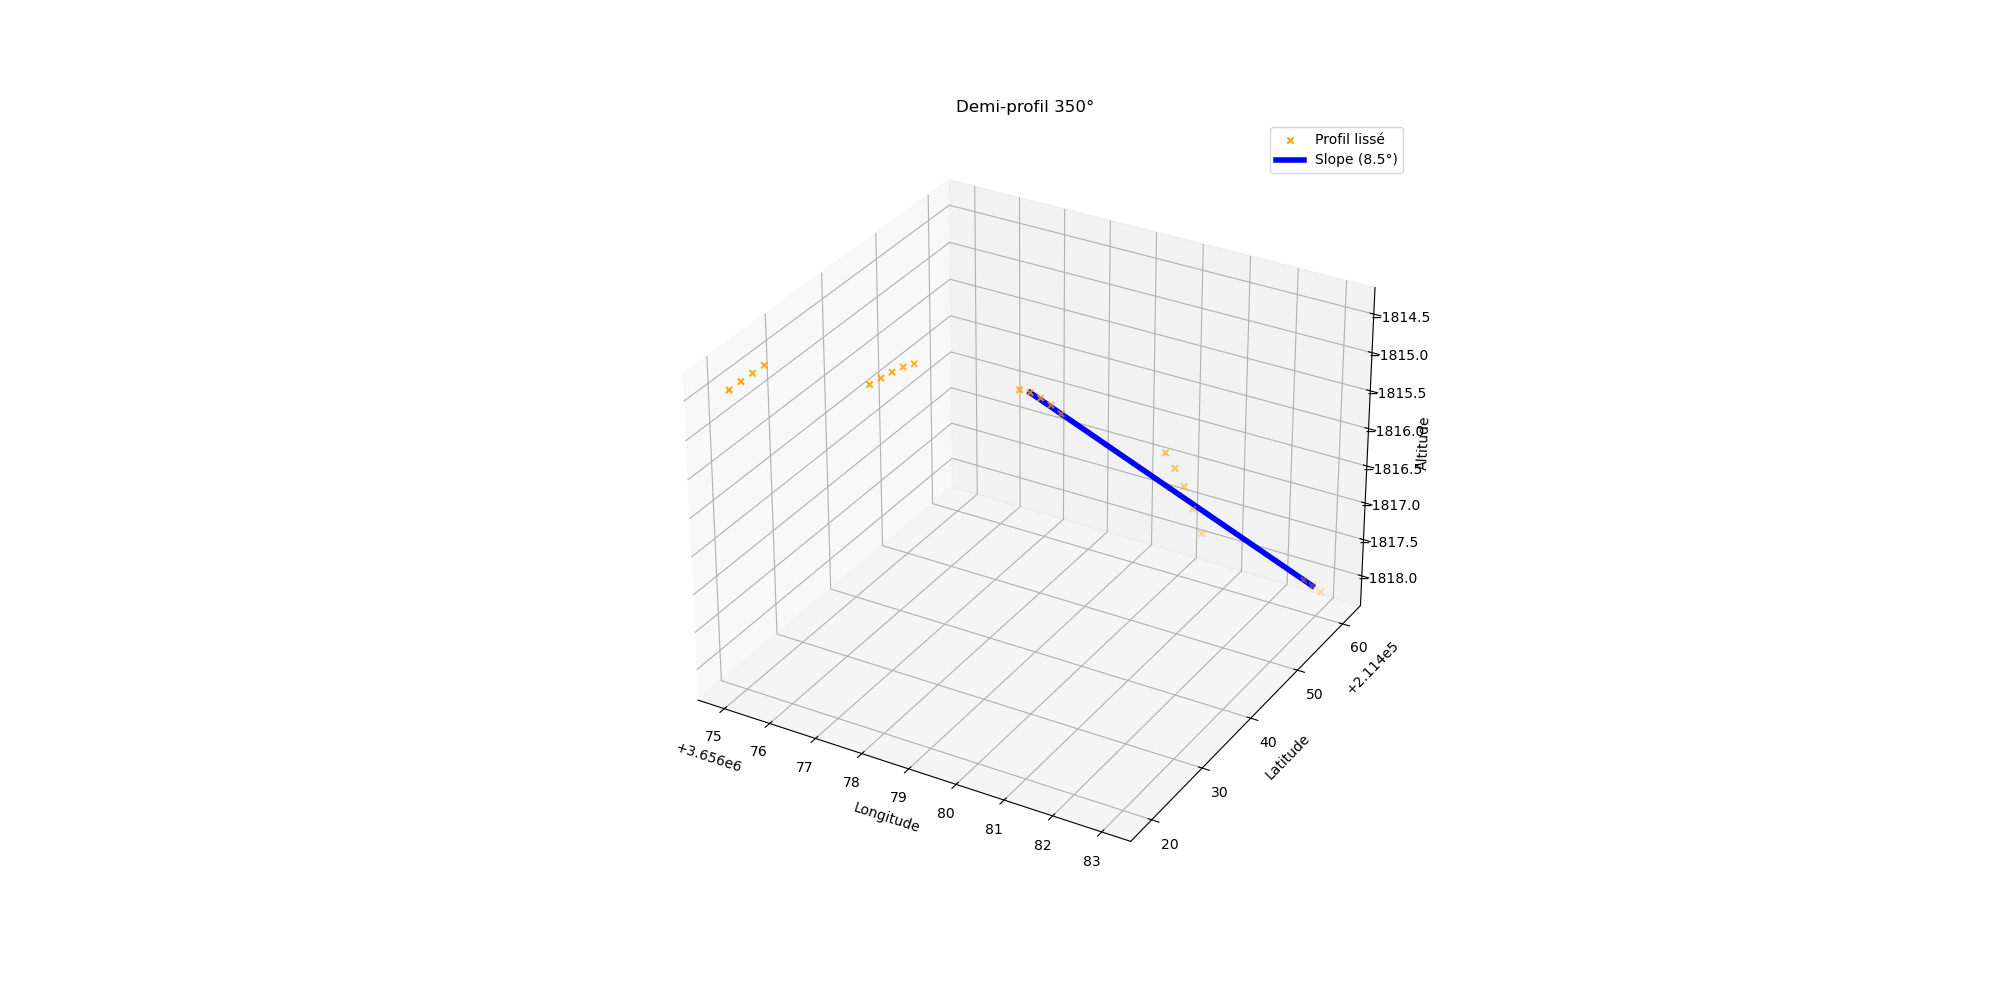 Demi-profil 350°
Profil lissé
Slope (8.5°)
−1814.5
−1815.0
−1815.5
−1816.0
−1816.5
−1817.0
−1817.5
−1818.0
Altitude
60
50
40
30
20
+2.114e5
Latitude
75
76
77
78
79
80
81
82
83
+3.656e6
Longitude